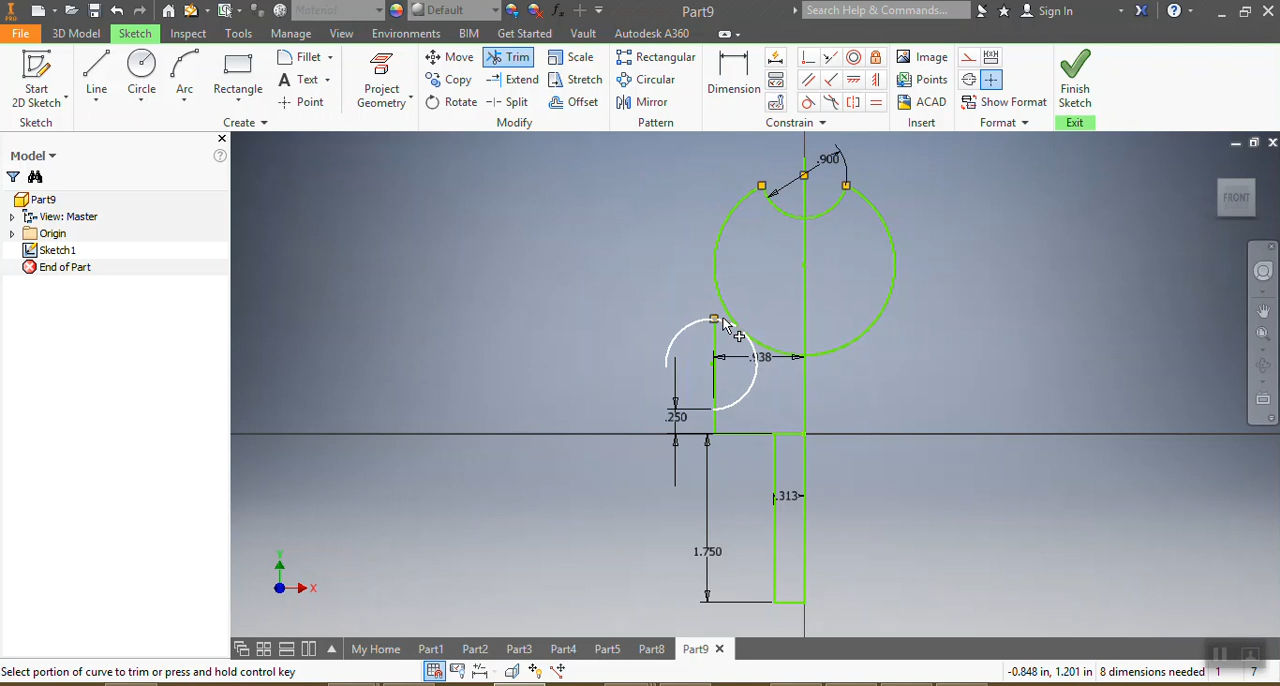 PRO Material Default fx Part9 Search Help & Commands... Sign In
File 3D Model Sketch Inspect Tools Manage View Environments BIM Get Started Vault Autodesk A360
Start
2D Sketch
Line
Circle
Arc
Rectangle
Fillet
Text
Point
Project
Geometry
Move
Trim
Scale
Copy
Extend
Stretch
Rotate
Split
Offset
Rectangular
Circular
Mirror
Dimension
Image
Points
ACAD
Show Format
Finish
Sketch
Sketch Create Modify Pattern Constrain Insert Format Exit
Model
Part9
View: Master
Origin
Sketch1
End of Part
.900
FRONT
.938
.250
.313
1.750
Y
X
My Home Part1 Part2 Part3 Part4 Part5 Part8 Part9
Select portion of curve to trim or press and hold control key
-0.848 in, 1.201 in 8 dimensions needed 1 7